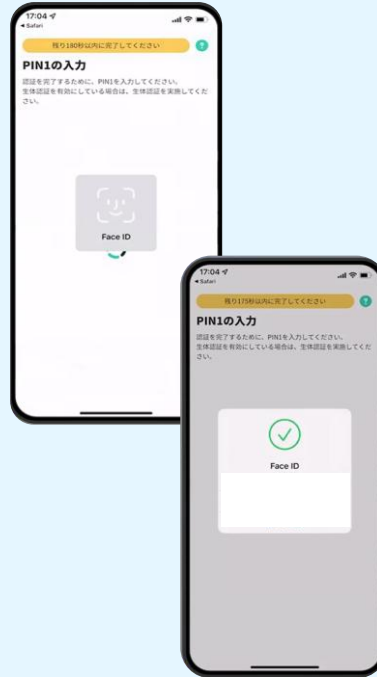 17:04
Safari
残り180秒以内に完了してください
?
PIN1の入力
認証を完了するために、PIN1を入力してください。
生体認証を有効にしている場合は、生体認証を実施してくだ
さい。
Face ID
17:04
Safari
残り175秒以内に完了してください
?
PIN1の入力
認証を完了するために、PIN1を入力してください。
生体認証を有効にしている場合は、生体認証を実施してくだ
さい。
Face ID